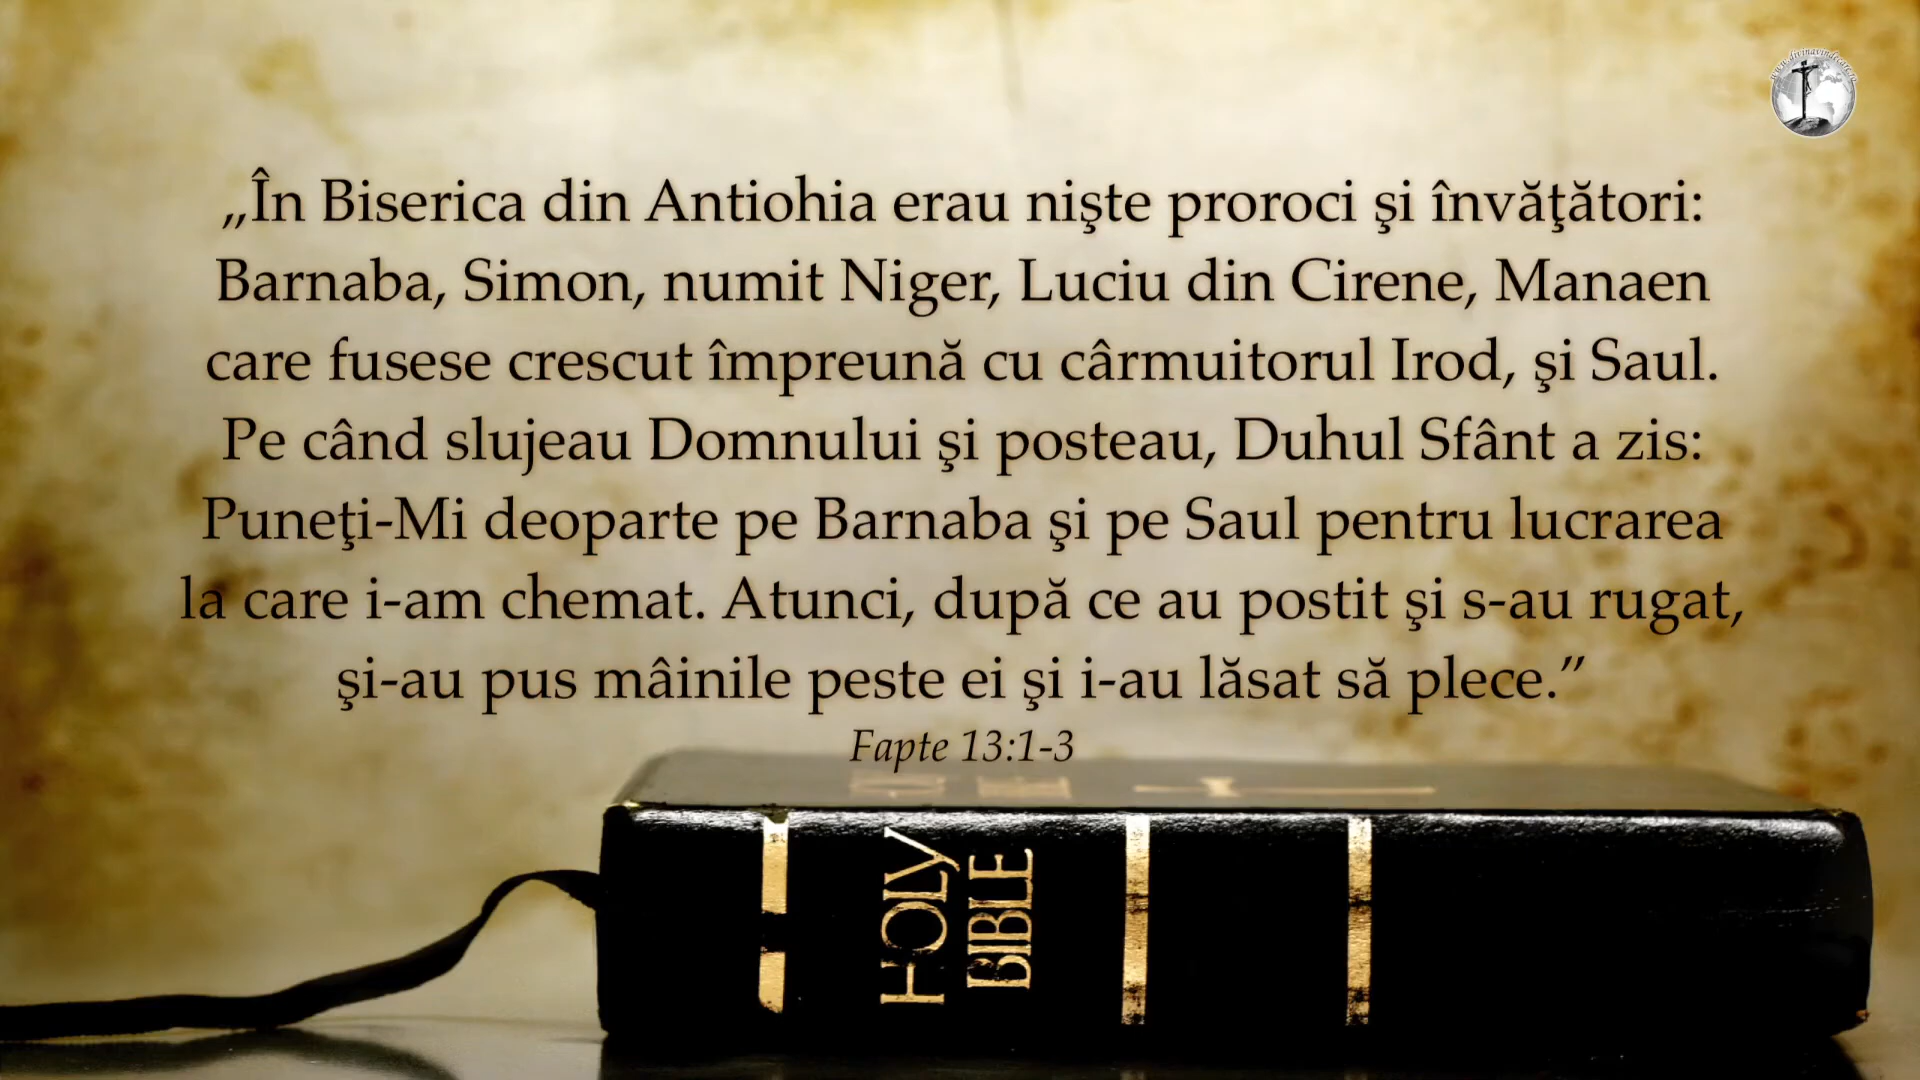 „În Biserica din Antiohia erau nişte proroci şi învăţători:
Barnaba, Simon, numit Niger, Luciu din Cirene, Manaen
care fusese crescut împreună cu cârmuitorul Irod, şi Saul.
Pe când slujeau Domnului şi posteau, Duhul Sfânt a zis:
Puneţi-Mi deoparte pe Barnaba şi pe Saul pentru lucrarea
la care i-am chemat. Atunci, după ce au postit şi s-au rugat,
şi-au pus mâinile peste ei şi i-au lăsat să plece.”
Fapte 13:1-3
HOLY
BIBLE